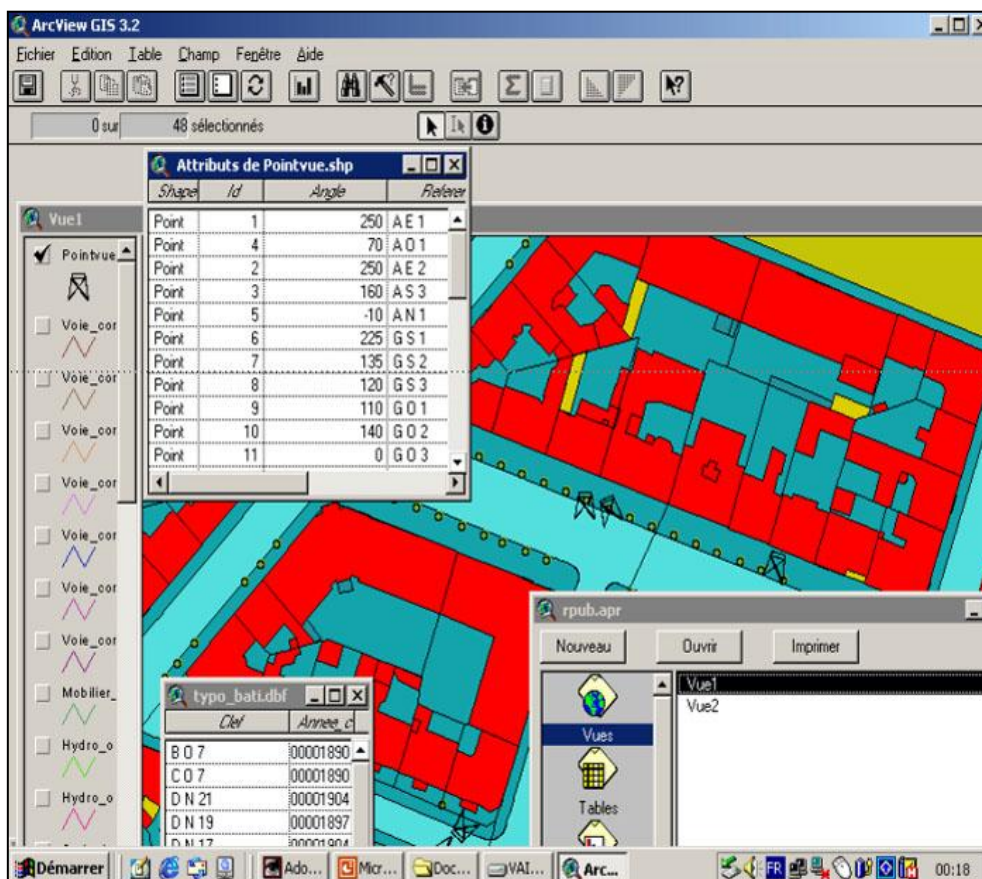 ArcView GIS 3.2
Fichier Edition Table Champ Fenêtre Aide
0 sur 48 sélectionnés
Attributs de Pointvue.shp
Shape Id Angle Referer
Point 1 250 A E 1
Point 4 70 A O 1
Point 2 250 A E 2
Point 3 160 A S 3
Point 5 -10 A N 1
Point 6 225 G S 1
Point 7 135 G S 2
Point 8 120 G S 3
Point 9 110 G O 1
Point 10 140 G O 2
Point 11 0 G O 3
Vue1
Pointvue
Voie_cor
Voie_cor
Voie_cor
Voie_cor
Voie_cor
Voie_cor
Voie_cor
Mobilier_
Hydro_o
Hydro_o
typo_bati.dbf
Clef Annee_c
B O 7 00001890
C O 7 00001890
D N 21 00001904
D N 19 00001897
D N 17 00001904
rpub.apr
Nouveau Ouvrir Imprimer
Vues
Tables
Vue1
Vue2
Démarrer Ado... Micr... Doc... VAI... Arc... FR 00:18